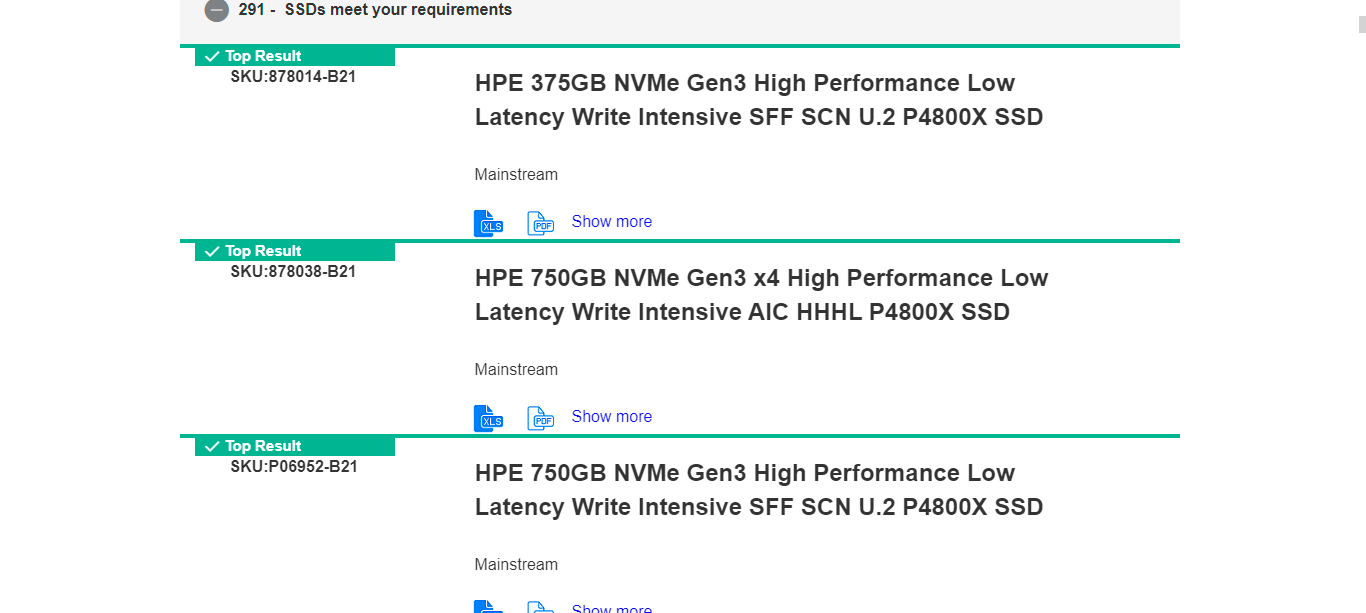 291 - SSDs meet your requirements
Top Result
SKU:878014-B21
HPE 375GB NVMe Gen3 High Performance Low
Latency Write Intensive SFF SCN U.2 P4800X SSD
Mainstream
XLS PDF Show more
Top Result
SKU:878038-B21
HPE 750GB NVMe Gen3 x4 High Performance Low
Latency Write Intensive AIC HHHL P4800X SSD
Mainstream
XLS PDF Show more
Top Result
SKU:P06952-B21
HPE 750GB NVMe Gen3 High Performance Low
Latency Write Intensive SFF SCN U.2 P4800X SSD
Mainstream
Show more